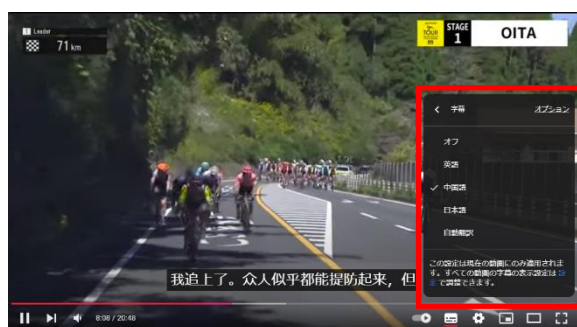 Leader
71 km
TOUR
STAGE
1
OITA
字幕
オプション
オフ
英語
中国語
日本語
自動翻訳
この設定は現在の動画にのみ適用されま
す。すべての動画の字幕の表示設定は 設
定 で調整できます。
我追上了。众人似乎都能提防起来，但
8:08 / 20:48